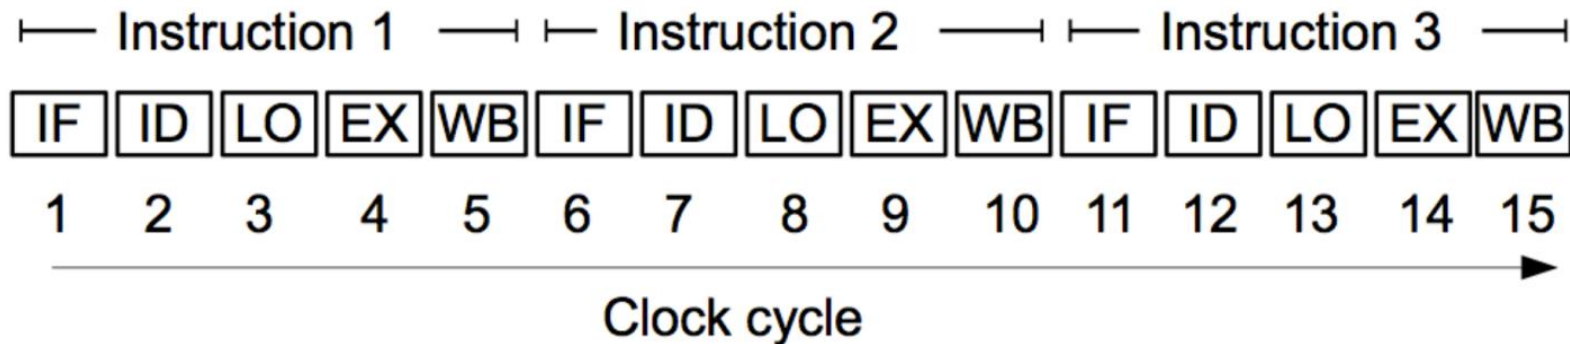 Instruction 1 Instruction 2 Instruction 3
IF ID LO EX WB IF ID LO EX WB IF ID LO EX WB
1 2 3 4 5 6 7 8 9 10 11 12 13 14 15
Clock cycle